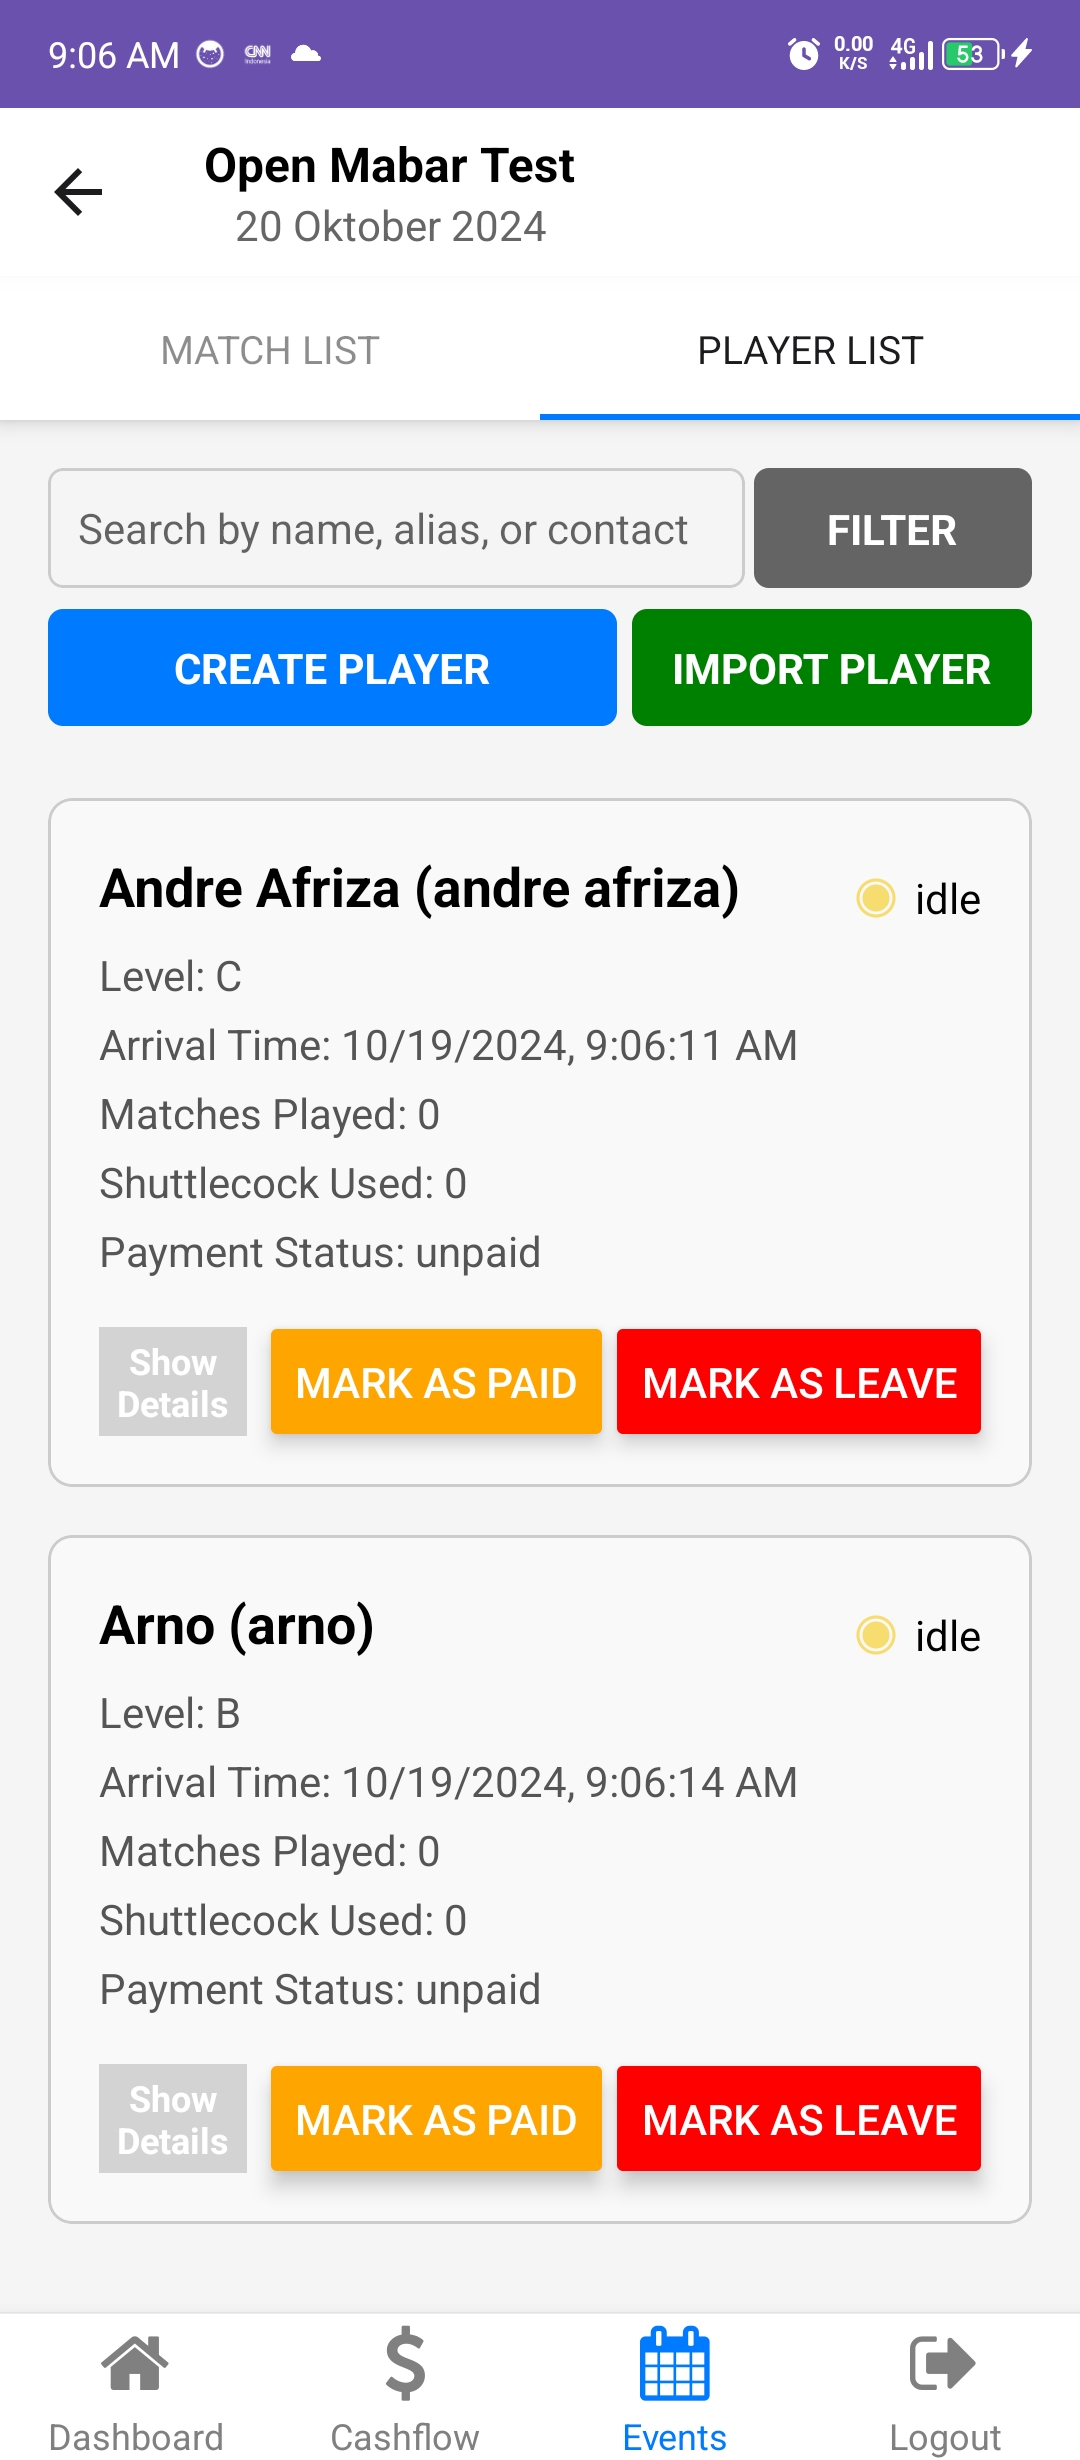 9:06 AM CNN Indonesia 0.00 K/S 4G 53
Open Mabar Test
20 Oktober 2024
MATCH LIST PLAYER LIST
Search by name, alias, or contact FILTER
CREATE PLAYER IMPORT PLAYER
Andre Afriza (andre afriza) idle
Level: C
Arrival Time: 10/19/2024, 9:06:11 AM
Matches Played: 0
Shuttlecock Used: 0
Payment Status: unpaid
Show Details MARK AS PAID MARK AS LEAVE
Arno (arno) idle
Level: B
Arrival Time: 10/19/2024, 9:06:14 AM
Matches Played: 0
Shuttlecock Used: 0
Payment Status: unpaid
Show Details MARK AS PAID MARK AS LEAVE
Dashboard Cashflow Events Logout